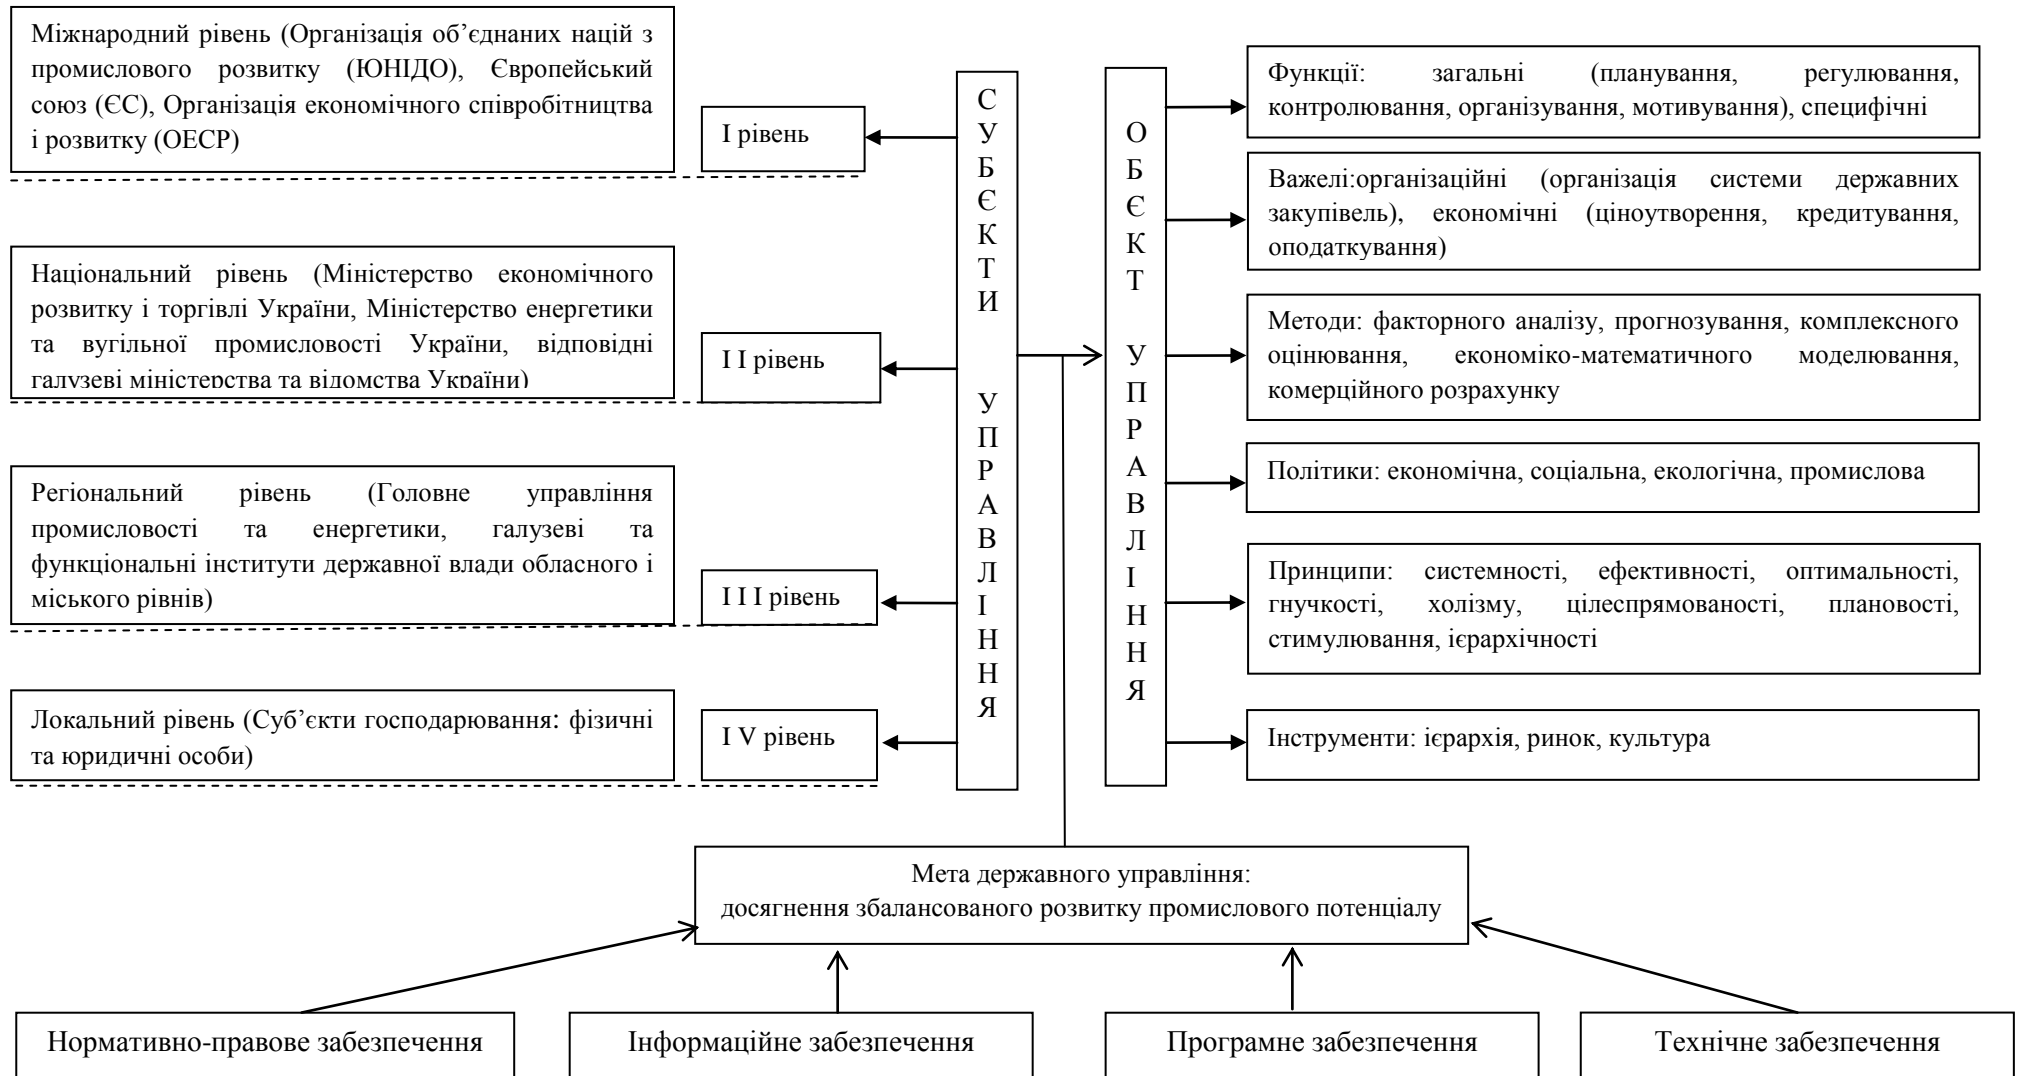 Міжнародний рівень (Організація об’єднаних націй з
промислового розвитку (ЮНІДО), Європейський
союз (ЄС), Організація економічного співробітництва
і розвитку (ОЕСР)
І рівень
Національний рівень (Міністерство економічного
розвитку і торгівлі України, Міністерство енергетики
та вугільної промисловості України, відповідні
галузеві міністерства та відомства України)
І І рівень
Регіональний рівень (Головне управління
промисловості та енергетики, галузеві та
функціональні інститути державної влади обласного і
міського рівнів)
І І І рівень
Локальний рівень (Суб’єкти господарювання: фізичні
та юридичні особи)
І V рівень
СУБЄКТИ УПРАВЛІННЯ
ОБЄКТ УПРАВЛІННЯ
Функції: загальні (планування, регулювання,
контролювання, організування, мотивування), специфічні
Важелі:організаційні (організація системи державних
закупівель), економічні (ціноутворення, кредитування,
оподаткування)
Методи: факторного аналізу, прогнозування, комплексного
оцінювання, економіко-математичного моделювання,
комерційного розрахунку
Політики: економічна, соціальна, екологічна, промислова
Принципи: системності, ефективності, оптимальності,
гнучкості, холізму, цілеспрямованості, плановості,
стимулювання, ієрархічності
Інструменти: ієрархія, ринок, культура
Мета державного управління:
досягнення збалансованого розвитку промислового потенціалу
Нормативно-правове забезпечення
Інформаційне забезпечення
Програмне забезпечення
Технічне забезпечення